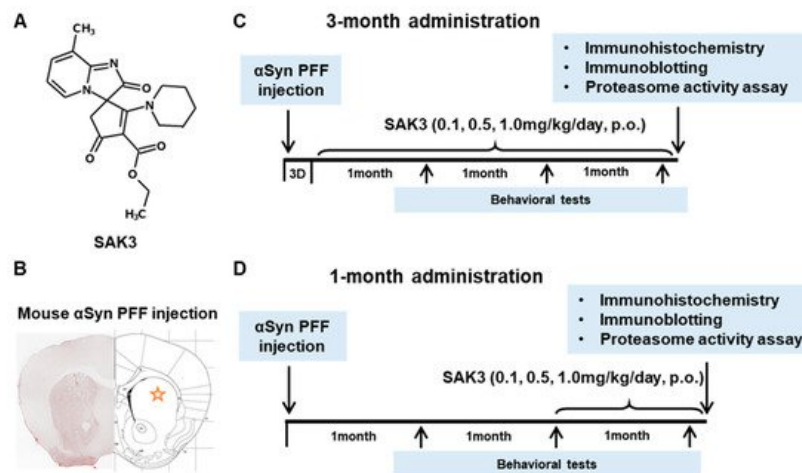 A
CH₃
N
N
O
N
O
O
O
H₃C
SAK3
B
Mouse αSyn PFF injection
C
3-month administration
αSyn PFF
injection
• Immunohistochemistry
• Immunoblotting
• Proteasome activity assay
SAK3 (0.1, 0.5, 1.0mg/kg/day, p.o.)
3D
1month
1month
1month
Behavioral tests
D
1-month administration
αSyn PFF
injection
• Immunohistochemistry
• Immunoblotting
• Proteasome activity assay
SAK3 (0.1, 0.5, 1.0mg/kg/day, p.o.)
1month
1month
1month
Behavioral tests